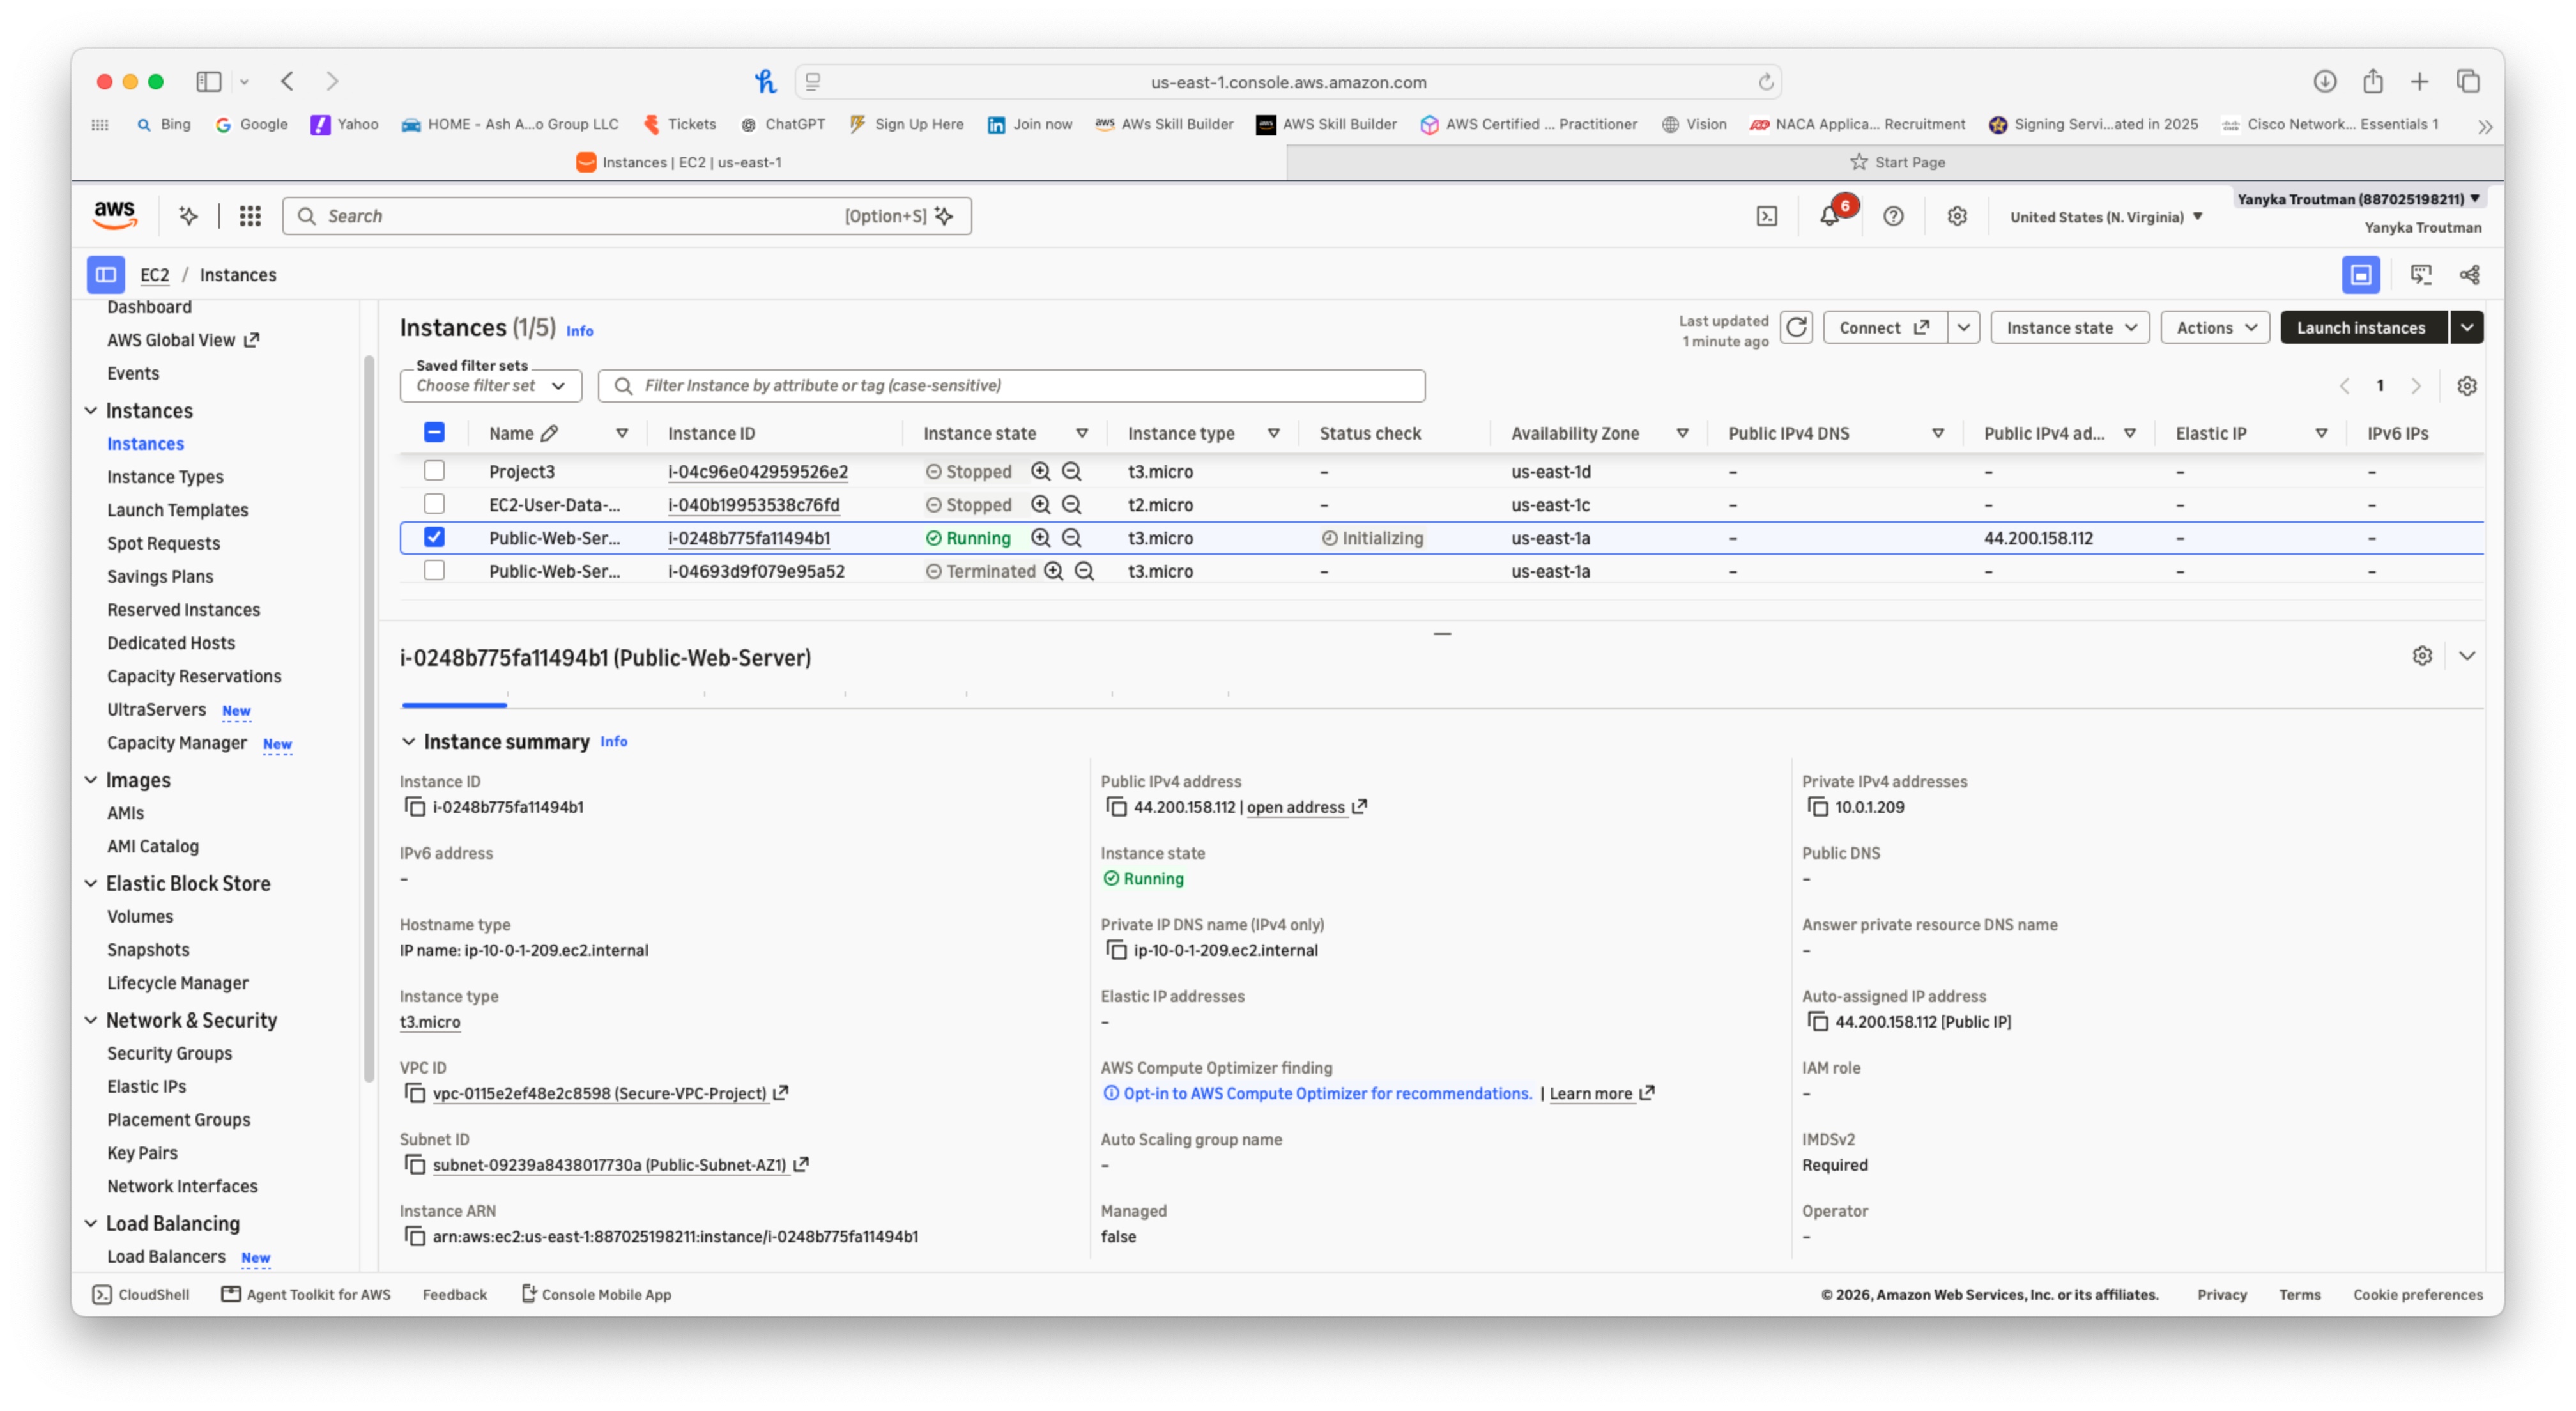 us-east-1.console.aws.amazon.com
Bing Google Yahoo HOME - Ash A...o Group LLC Tickets ChatGPT Sign Up Here Join now AWs Skill Builder AWS Skill Builder AWS Certified ... Practitioner Vision NACA Applica... Recruitment Signing Servi...ated in 2025 Cisco Network... Essentials 1
Instances | EC2 | us-east-1 Start Page
aws Search [Option+S] 6 United States (N. Virginia) Yanyka Troutman (887025198211)
Yanyka Troutman
EC2 / Instances
Dashboard
AWS Global View
Events
Instances
Instances
Instance Types
Launch Templates
Spot Requests
Savings Plans
Reserved Instances
Dedicated Hosts
Capacity Reservations
UltraServers New
Capacity Manager New
Images
AMIs
AMI Catalog
Elastic Block Store
Volumes
Snapshots
Lifecycle Manager
Network & Security
Security Groups
Elastic IPs
Placement Groups
Key Pairs
Network Interfaces
Load Balancing
Load Balancers New
Instances (1/5) Info
Last updated
1 minute ago
Connect Instance state Actions Launch instances
Saved filter sets
Choose filter set Filter Instance by attribute or tag (case-sensitive) 1
Name Instance ID Instance state Instance type Status check Availability Zone Public IPv4 DNS Public IPv4 ad... Elastic IP IPv6 IPs
Project3 i-04c96e042959526e2 Stopped t3.micro – us-east-1d – – – –
EC2-User-Data-... i-040b19953538c76fd Stopped t2.micro – us-east-1c – – – –
Public-Web-Ser... i-0248b775fa11494b1 Running t3.micro Initializing us-east-1a – 44.200.158.112 – –
Public-Web-Ser... i-04693d9f079e95a52 Terminated t3.micro – us-east-1a – – – –
i-0248b775fa11494b1 (Public-Web-Server)
Instance summary Info
Instance ID
i-0248b775fa11494b1
IPv6 address
–
Hostname type
IP name: ip-10-0-1-209.ec2.internal
Instance type
t3.micro
VPC ID
vpc-0115e2ef48e2c8598 (Secure-VPC-Project)
Subnet ID
subnet-09239a8438017730a (Public-Subnet-AZ1)
Instance ARN
arn:aws:ec2:us-east-1:887025198211:instance/i-0248b775fa11494b1
Public IPv4 address
44.200.158.112 | open address
Instance state
Running
Private IP DNS name (IPv4 only)
ip-10-0-1-209.ec2.internal
Elastic IP addresses
–
AWS Compute Optimizer finding
Opt-in to AWS Compute Optimizer for recommendations. | Learn more
Auto Scaling group name
–
Managed
false
Private IPv4 addresses
10.0.1.209
Public DNS
–
Answer private resource DNS name
–
Auto-assigned IP address
44.200.158.112 [Public IP]
IAM role
–
IMDSv2
Required
Operator
–
CloudShell Agent Toolkit for AWS Feedback Console Mobile App © 2026, Amazon Web Services, Inc. or its affiliates. Privacy Terms Cookie preferences